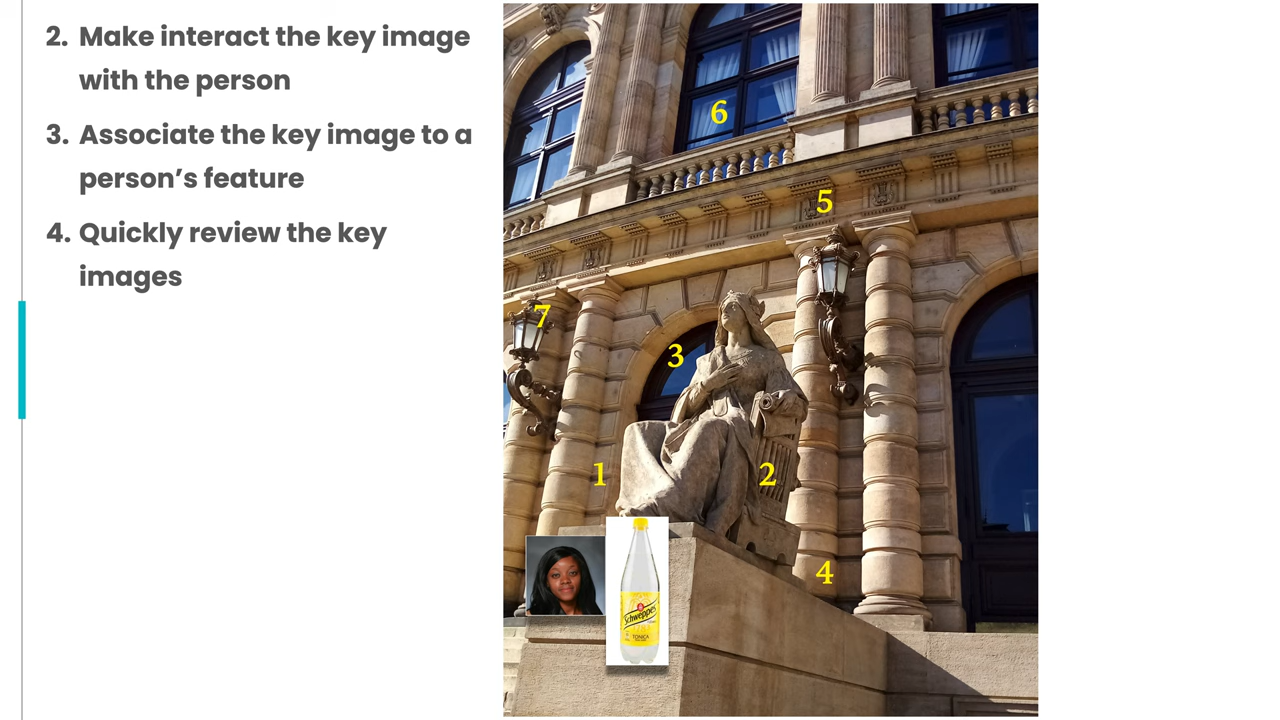 2. Make interact the key image
with the person
3. Associate the key image to a
person's feature
4. Quickly review the key
images
6
5
7
3
1
2
4
Schweppes
TONICA